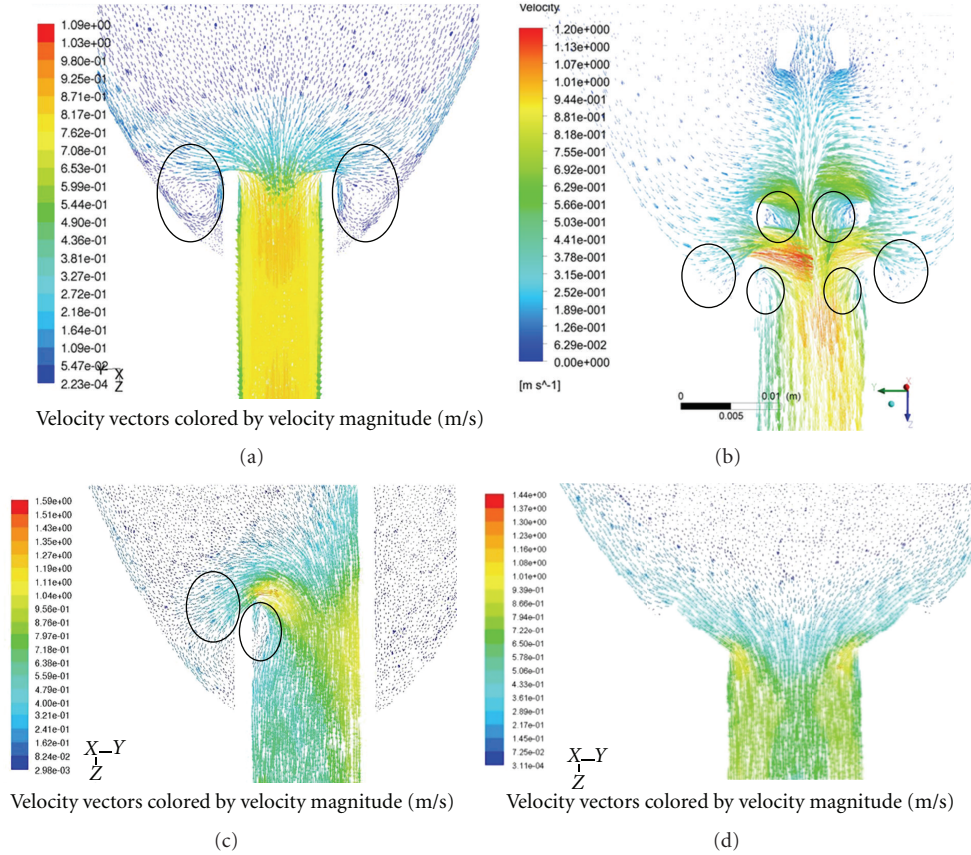 1.09e+00
1.03e+00
9.80e-01
9.25e-01
8.71e-01
8.17e-01
7.62e-01
7.08e-01
6.53e-01
5.99e-01
5.45e-01
4.90e-01
4.36e-01
3.81e-01
3.27e-01
2.72e-01
2.18e-01
1.64e-01
1.09e-01
5.47e-02
2.23e-04
Y X
Z
Velocity vectors colored by velocity magnitude (m/s)
(a)
Velocity
1.20e+000
1.13e+000
1.07e+000
1.01e+000
9.44e-001
8.81e-001
8.18e-001
7.55e-001
6.92e-001
6.29e-001
5.66e-001
5.03e-001
4.41e-001
3.78e-001
3.15e-001
2.52e-001
1.89e-001
1.26e-001
6.29e-002
0.00e+000
[m s^-1]
0 0.01 (m)
0.005
Y X
Z
(b)
1.59e+00
1.51e+00
1.43e+00
1.35e+00
1.27e+00
1.19e+00
1.12e+00
1.04e+00
9.56e-01
8.76e-01
7.97e-01
7.18e-01
6.38e-01
5.59e-01
4.79e-01
4.00e-01
3.21e-01
2.41e-01
1.62e-01
8.24e-02
2.98e-03
X Y
Z
Velocity vectors colored by velocity magnitude (m/s)
(c)
1.44e+00
1.37e+00
1.30e+00
1.23e+00
1.16e+00
1.08e+00
1.01e+00
9.39e-01
8.66e-01
7.94e-01
7.22e-01
6.50e-01
5.78e-01
5.06e-01
4.33e-01
3.61e-01
2.89e-01
2.17e-01
1.45e-01
7.25e-02
3.11e-04
X Y
Z
Velocity vectors colored by velocity magnitude (m/s)
(d)